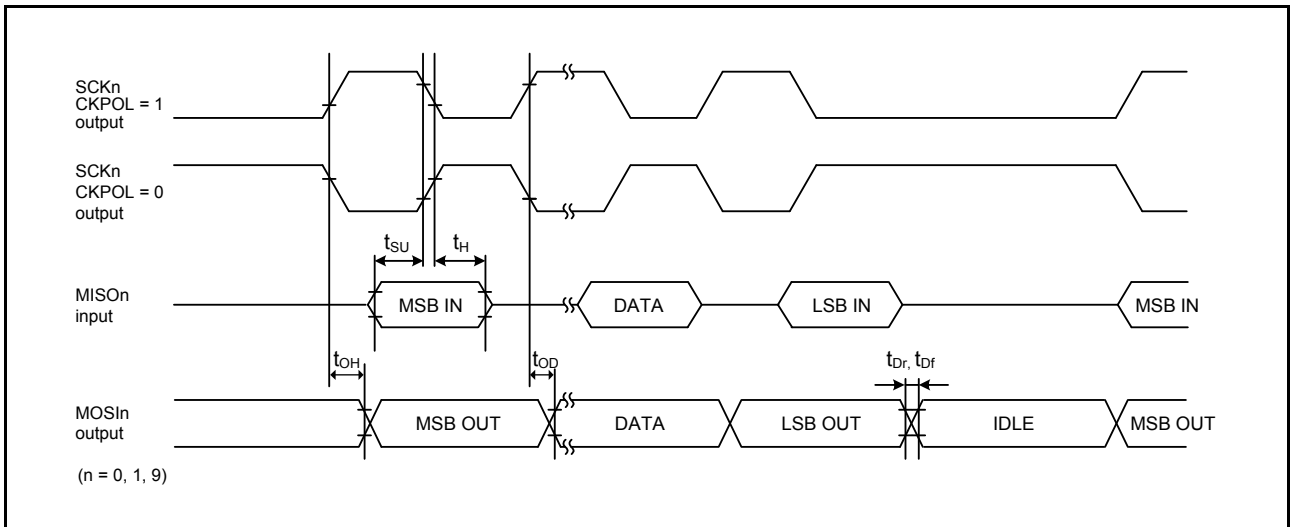 SCKn
CKPOL = 1
output
SCKn
CKPOL = 0
output
tSU
tH
MISOn
input
MSB IN
DATA
LSB IN
MSB IN
tOH
tOD
tDr, tDf
MOSIn
output
MSB OUT
DATA
LSB OUT
IDLE
MSB OUT
(n = 0, 1, 9)